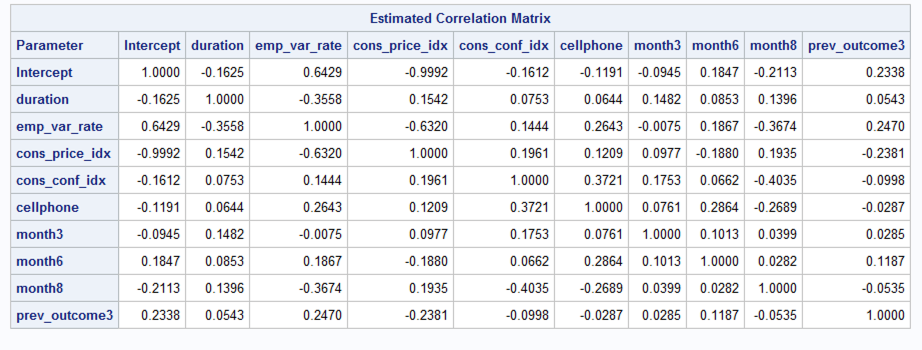 Estimated Correlation Matrix
Parameter Intercept duration emp_var_rate cons_price_idx cons_conf_idx cellphone month3 month6 month8 prev_outcome3
Intercept 1.0000 -0.1625 0.6429 -0.9992 -0.1612 -0.1191 -0.0945 0.1847 -0.2113 0.2338
duration -0.1625 1.0000 -0.3558 0.1542 0.0753 0.0644 0.1482 0.0853 0.1396 0.0543
emp_var_rate 0.6429 -0.3558 1.0000 -0.6320 0.1444 0.2643 -0.0075 0.1867 -0.3674 0.2470
cons_price_idx -0.9992 0.1542 -0.6320 1.0000 0.1961 0.1209 0.0977 -0.1880 0.1935 -0.2381
cons_conf_idx -0.1612 0.0753 0.1444 0.1961 1.0000 0.3721 0.1753 0.0662 -0.4035 -0.0998
cellphone -0.1191 0.0644 0.2643 0.1209 0.3721 1.0000 0.0761 0.2864 -0.2689 -0.0287
month3 -0.0945 0.1482 -0.0075 0.0977 0.1753 0.0761 1.0000 0.1013 0.0399 0.0285
month6 0.1847 0.0853 0.1867 -0.1880 0.0662 0.2864 0.1013 1.0000 0.0282 0.1187
month8 -0.2113 0.1396 -0.3674 0.1935 -0.4035 -0.2689 0.0399 0.0282 1.0000 -0.0535
prev_outcome3 0.2338 0.0543 0.2470 -0.2381 -0.0998 -0.0287 0.0285 0.1187 -0.0535 1.0000